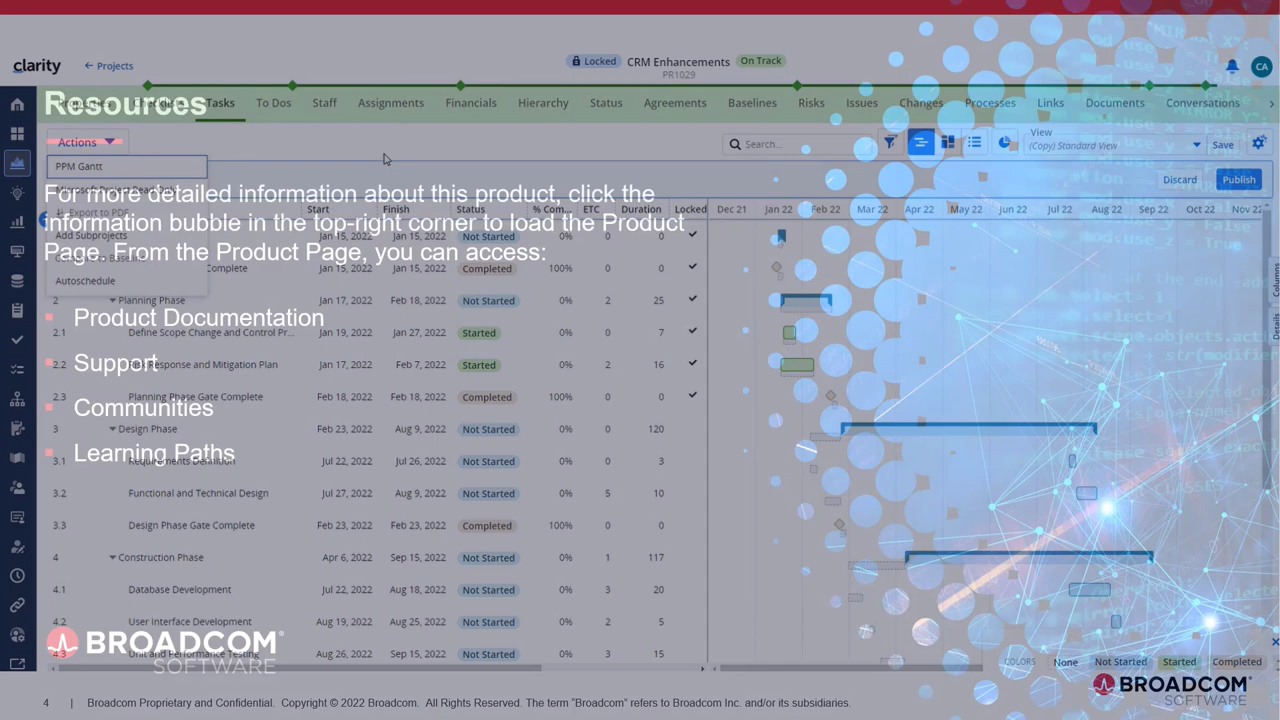 clarity
← Projects
Locked CRM Enhancements On Track
PR1029
CA
Resources
Tasks To Dos Staff Assignments Financials Hierarchy Status Agreements Baselines Risks Issues Changes Processes Links Documents Conversations
Actions
Search...
View
(Copy) Standard View
Save
PPM Gantt
Discard Publish
For more detailed information about this product, click the
information bubble in the top-right corner to load the Product
Page. From the Product Page, you can access:
Export to PDF
Add Subprojects
Autoschedule
Start Finish Status % Com... ETC Duration Locked Dec 21 Jan 22 Feb 22 Mar 22 Apr 22 May 22 Jun 22 Jul 22 Aug 22 Sep 22 Oct 22 Nov 22
Jan 15, 2022 Jan 15, 2022 Not Started 0% 0 0
Complete Jan 15, 2022 Jan 15, 2022 Completed 100% 0 0
2 Planning Phase Jan 17, 2022 Feb 18, 2022 Not Started 0% 2 25
Product Documentation
2.1 Define Scope Change and Control Pr... Jan 19, 2022 Jan 27, 2022 Started 0% 0 7
Support
2.2 Risk Response and Mitigation Plan Jan 17, 2022 Feb 7, 2022 Started 0% 2 16
2.3 Planning Phase Gate Complete Feb 18, 2022 Feb 18, 2022 Completed 0% 0 0
Communities
3 Design Phase Feb 23, 2022 Aug 9, 2022 Not Started 0% 0 120
Learning Paths
3.1 Requirements Definition Jul 22, 2022 Jul 26, 2022 Not Started 0% 0 3
3.2 Functional and Technical Design Jul 27, 2022 Aug 9, 2022 Not Started 0% 5 10
3.3 Design Phase Gate Complete Feb 23, 2022 Feb 23, 2022 Completed 100% 0 0
4 Construction Phase Apr 6, 2022 Sep 15, 2022 Not Started 0% 1 117
4.1 Database Development Jul 22, 2022 Aug 18, 2022 Not Started 0% 3 20
4.2 User Interface Development Aug 19, 2022 Aug 25, 2022 Not Started 0% 2 5
4.3 Unit and Performance Testing Aug 26, 2022 Sep 15, 2022 Not Started 0% 3 15
Columns
Details
BROADCOM
SOFTWARE
COLORS None Not Started Started Completed
BROADCOM
SOFTWARE
4 | Broadcom Proprietary and Confidential. Copyright © 2022 Broadcom. All Rights Reserved. The term "Broadcom" refers to Broadcom Inc. and/or its subsidiaries.